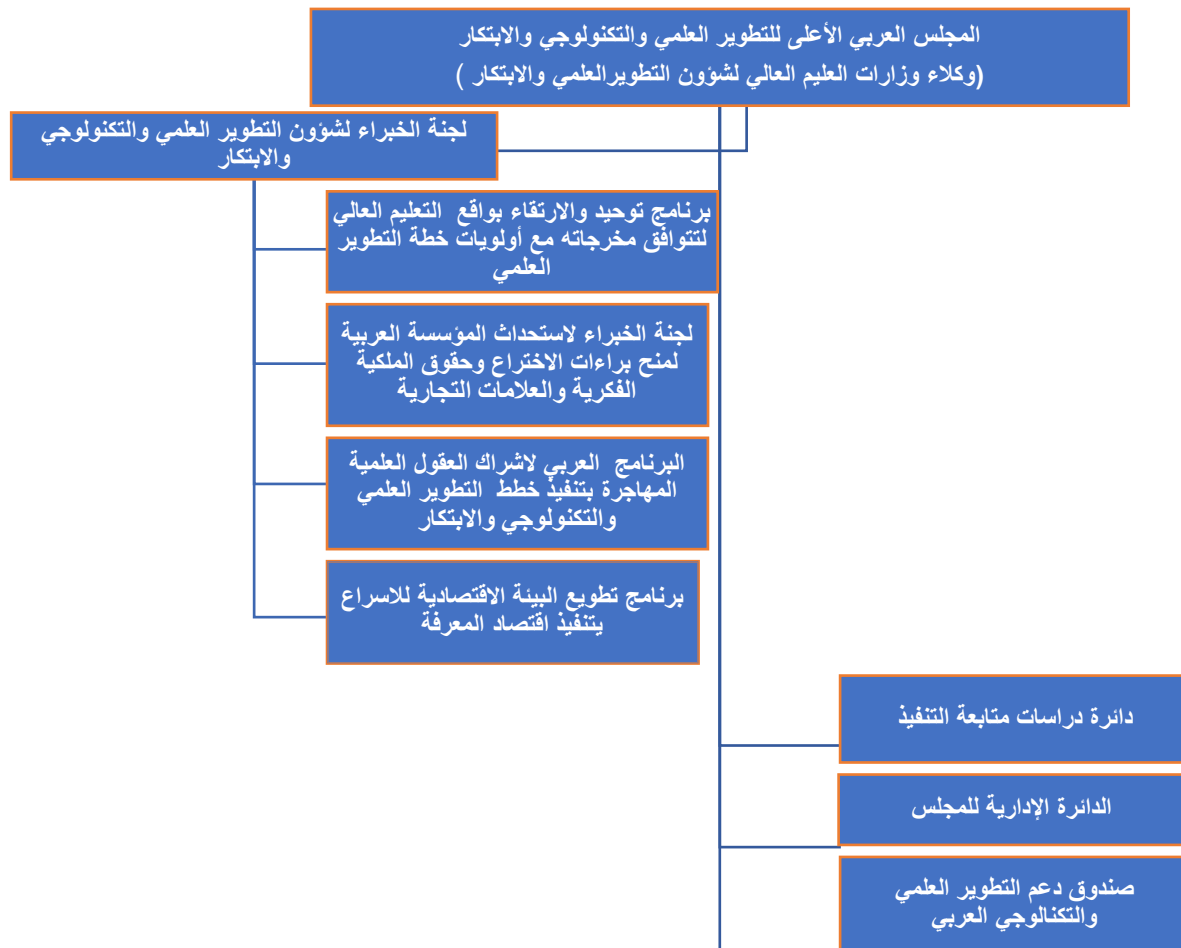 المجلس العربي الأعلى للتطوير العلمي والتكنولوجي والابتكار
(وكلاء وزارات العليم العالي لشؤون التطويرالعلمي والابتكار )
لجنة الخبراء لشؤون التطوير العلمي والتكنولوجي
والابتكار
برنامج توحيد والارتقاء بواقع التعليم العالي
لتتوافق مخرجاته مع أولويات خطة التطوير
العلمي
لجنة الخبراء لاستحداث المؤسسة العربية
لمنح براءات الاختراع وحقوق الملكية
الفكرية والعلامات التجارية
البرنامج العربي لاشراك العقول العلمية
المهاجرة بتنفيذ خطط التطوير العلمي
والتكنولوجي والابتكار
برنامج تطويع البيئة الاقتصادية للاسراع
يتنفيذ اقتصاد المعرفة
دائرة دراسات متابعة التنفيذ
الدائرة الإدارية للمجلس
صندوق دعم التطوير العلمي
والتكنالوجي العربي